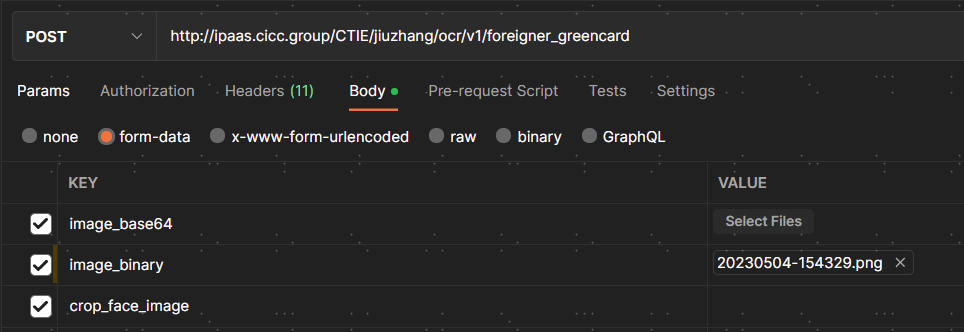 POST http://ipaas.cicc.group/CTIE/jiuzhang/ocr/v1/foreigner_greencard
Params Authorization Headers (11) Body Pre-request Script Tests Settings
none form-data x-www-form-urlencoded raw binary GraphQL
KEY VALUE
image_base64 Select Files
image_binary 20230504-154329.png ×
crop_face_image